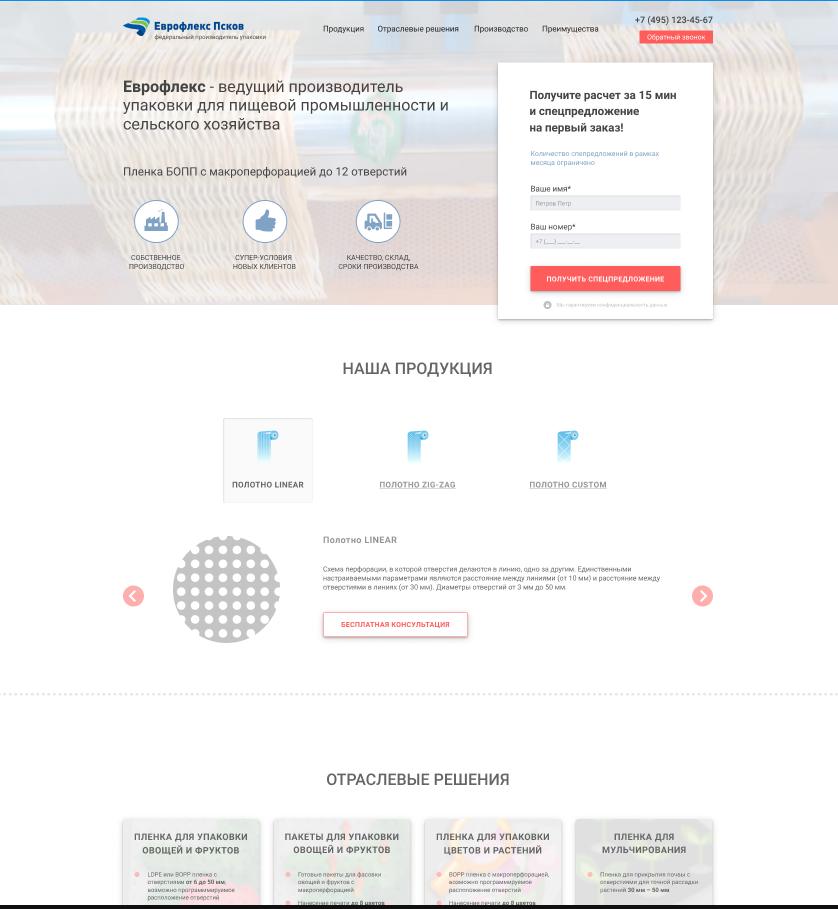 Еврофлекс Псков
федеральный производитель упаковки
Продукция Отраслевые решения Производство Преимущества
+7 (495) 123-45-67
Обратный звонок
Еврофлекс - ведущий производитель
упаковки для пищевой промышленности и
сельского хозяйства
Пленка БОПП с макроперфорацией до 12 отверстий
СОБСТВЕННОЕ
ПРОИЗВОДСТВО
СУПЕР-УСЛОВИЯ
НОВЫХ КЛИЕНТОВ
КАЧЕСТВО, СКЛАД,
СРОКИ ПРОИЗВОДСТВА
Получите расчет за 15 мин
и спецпредложение
на первый заказ!
Количество спепредложений в рамках
месяца ограничено
Ваше имя*
Петров Петр
Ваш номер*
+7 (__) __-__-__
ПОЛУЧИТЬ СПЕЦПРЕДЛОЖЕНИЕ
Мы гарантируем конфиденциальность данных
НАША ПРОДУКЦИЯ
ПОЛОТНО LINEAR
ПОЛОТНО ZIG-ZAG
ПОЛОТНО CUSTOM
Полотно LINEAR
Схема перфорации, в которой отверстия делаются в линию, одно за другим. Единственными
настраиваемыми параметрами являются расстояние между линиями (от 10 мм) и расстояние между
отверстиями в линиях (от 30 мм). Диаметры отверстий от 3 мм до 50 мм.
БЕСПЛАТНАЯ КОНСУЛЬТАЦИЯ
ОТРАСЛЕВЫЕ РЕШЕНИЯ
ПЛЕНКА ДЛЯ УПАКОВКИ
ОВОЩЕЙ И ФРУКТОВ
LDPE или BOPP пленка с
отверстиями от 6 до 50 мм,
возможно программируемое
расположение отверстий
ПАКЕТЫ ДЛЯ УПАКОВКИ
ОВОЩЕЙ И ФРУКТОВ
Готовые пакеты для фасовки
овощей и фруктов с
макроперфорацией
Нанесение печати до 8 цветов
ПЛЕНКА ДЛЯ УПАКОВКИ
ЦВЕТОВ И РАСТЕНИЙ
BOPP пленка с макроперфорацией,
возможно программируемое
расположение отверстий
Нанесение печати до 8 цветов
ПЛЕНКА ДЛЯ
МУЛЬЧИРОВАНИЯ
Пленка для прикрытия почвы с
отверстиями для точной рассадки
растений 30 мм – 50 мм